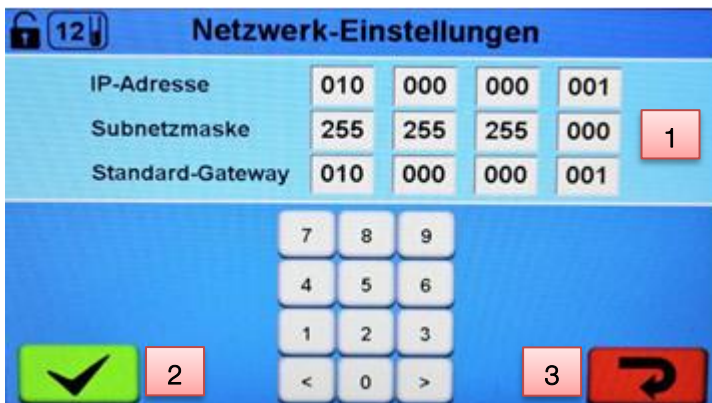 12 Netzwerk-Einstellungen
IP-Adresse 010 000 000 001
Subnetzmaske 255 255 255 000 1
Standard-Gateway 010 000 000 001
7 8 9
4 5 6
1 2 3
2 < 0 > 3